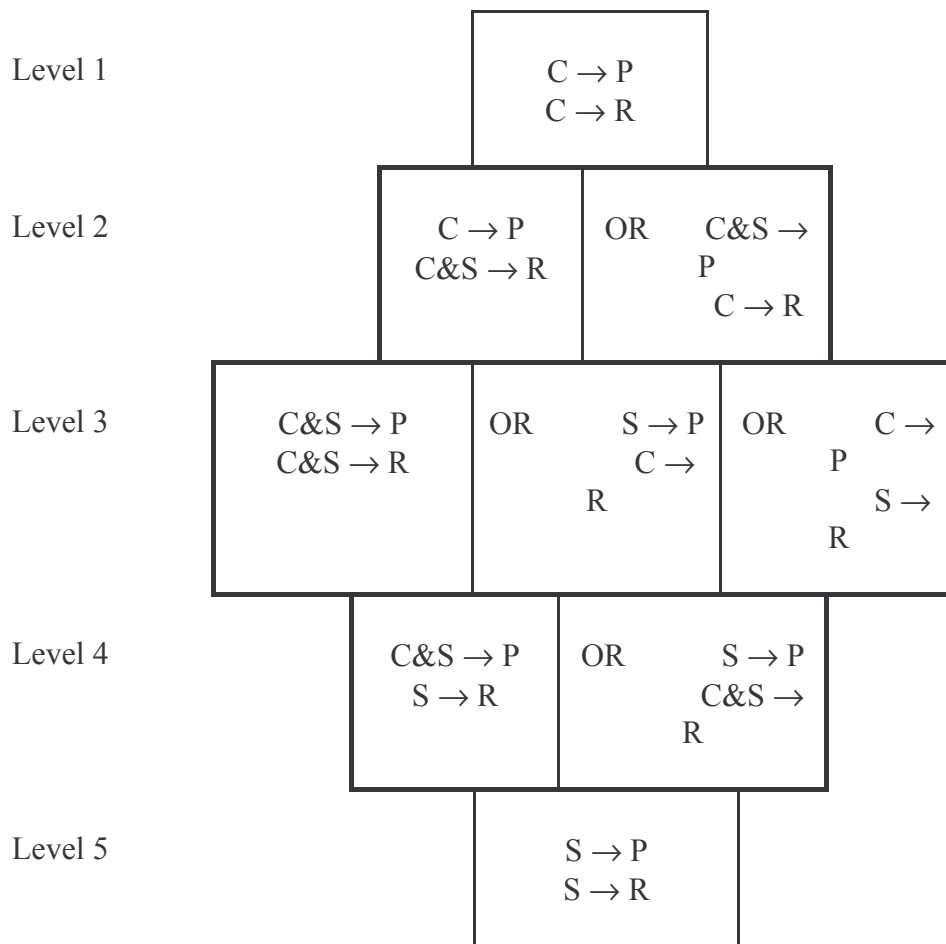 Level 1
C → P
C → R
Level 2
C → P
C&S → R
OR C&S →
P
C → R
Level 3
C&S → P
C&S → R
OR S → P
C →
R
OR C →
P
S →
R
Level 4
C&S → P
S → R
OR S → P
C&S →
R
Level 5
S → P
S → R